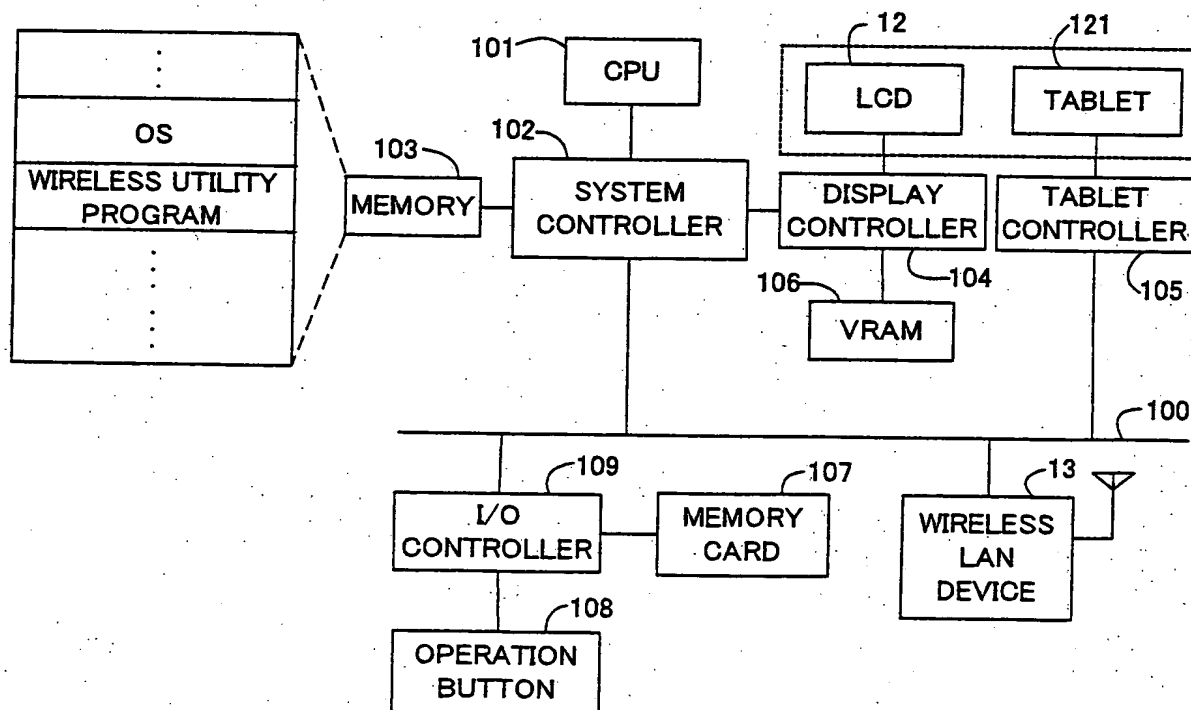 101
CPU
12
LCD
121
TABLET
OS
WIRELESS UTILITY
PROGRAM
103
MEMORY
102
SYSTEM
CONTROLLER
DISPLAY
CONTROLLER
104
TABLET
CONTROLLER
105
106
VRAM
100
109
I/O
CONTROLLER
107
MEMORY
CARD
13
WIRELESS
LAN
DEVICE
108
OPERATION
BUTTON